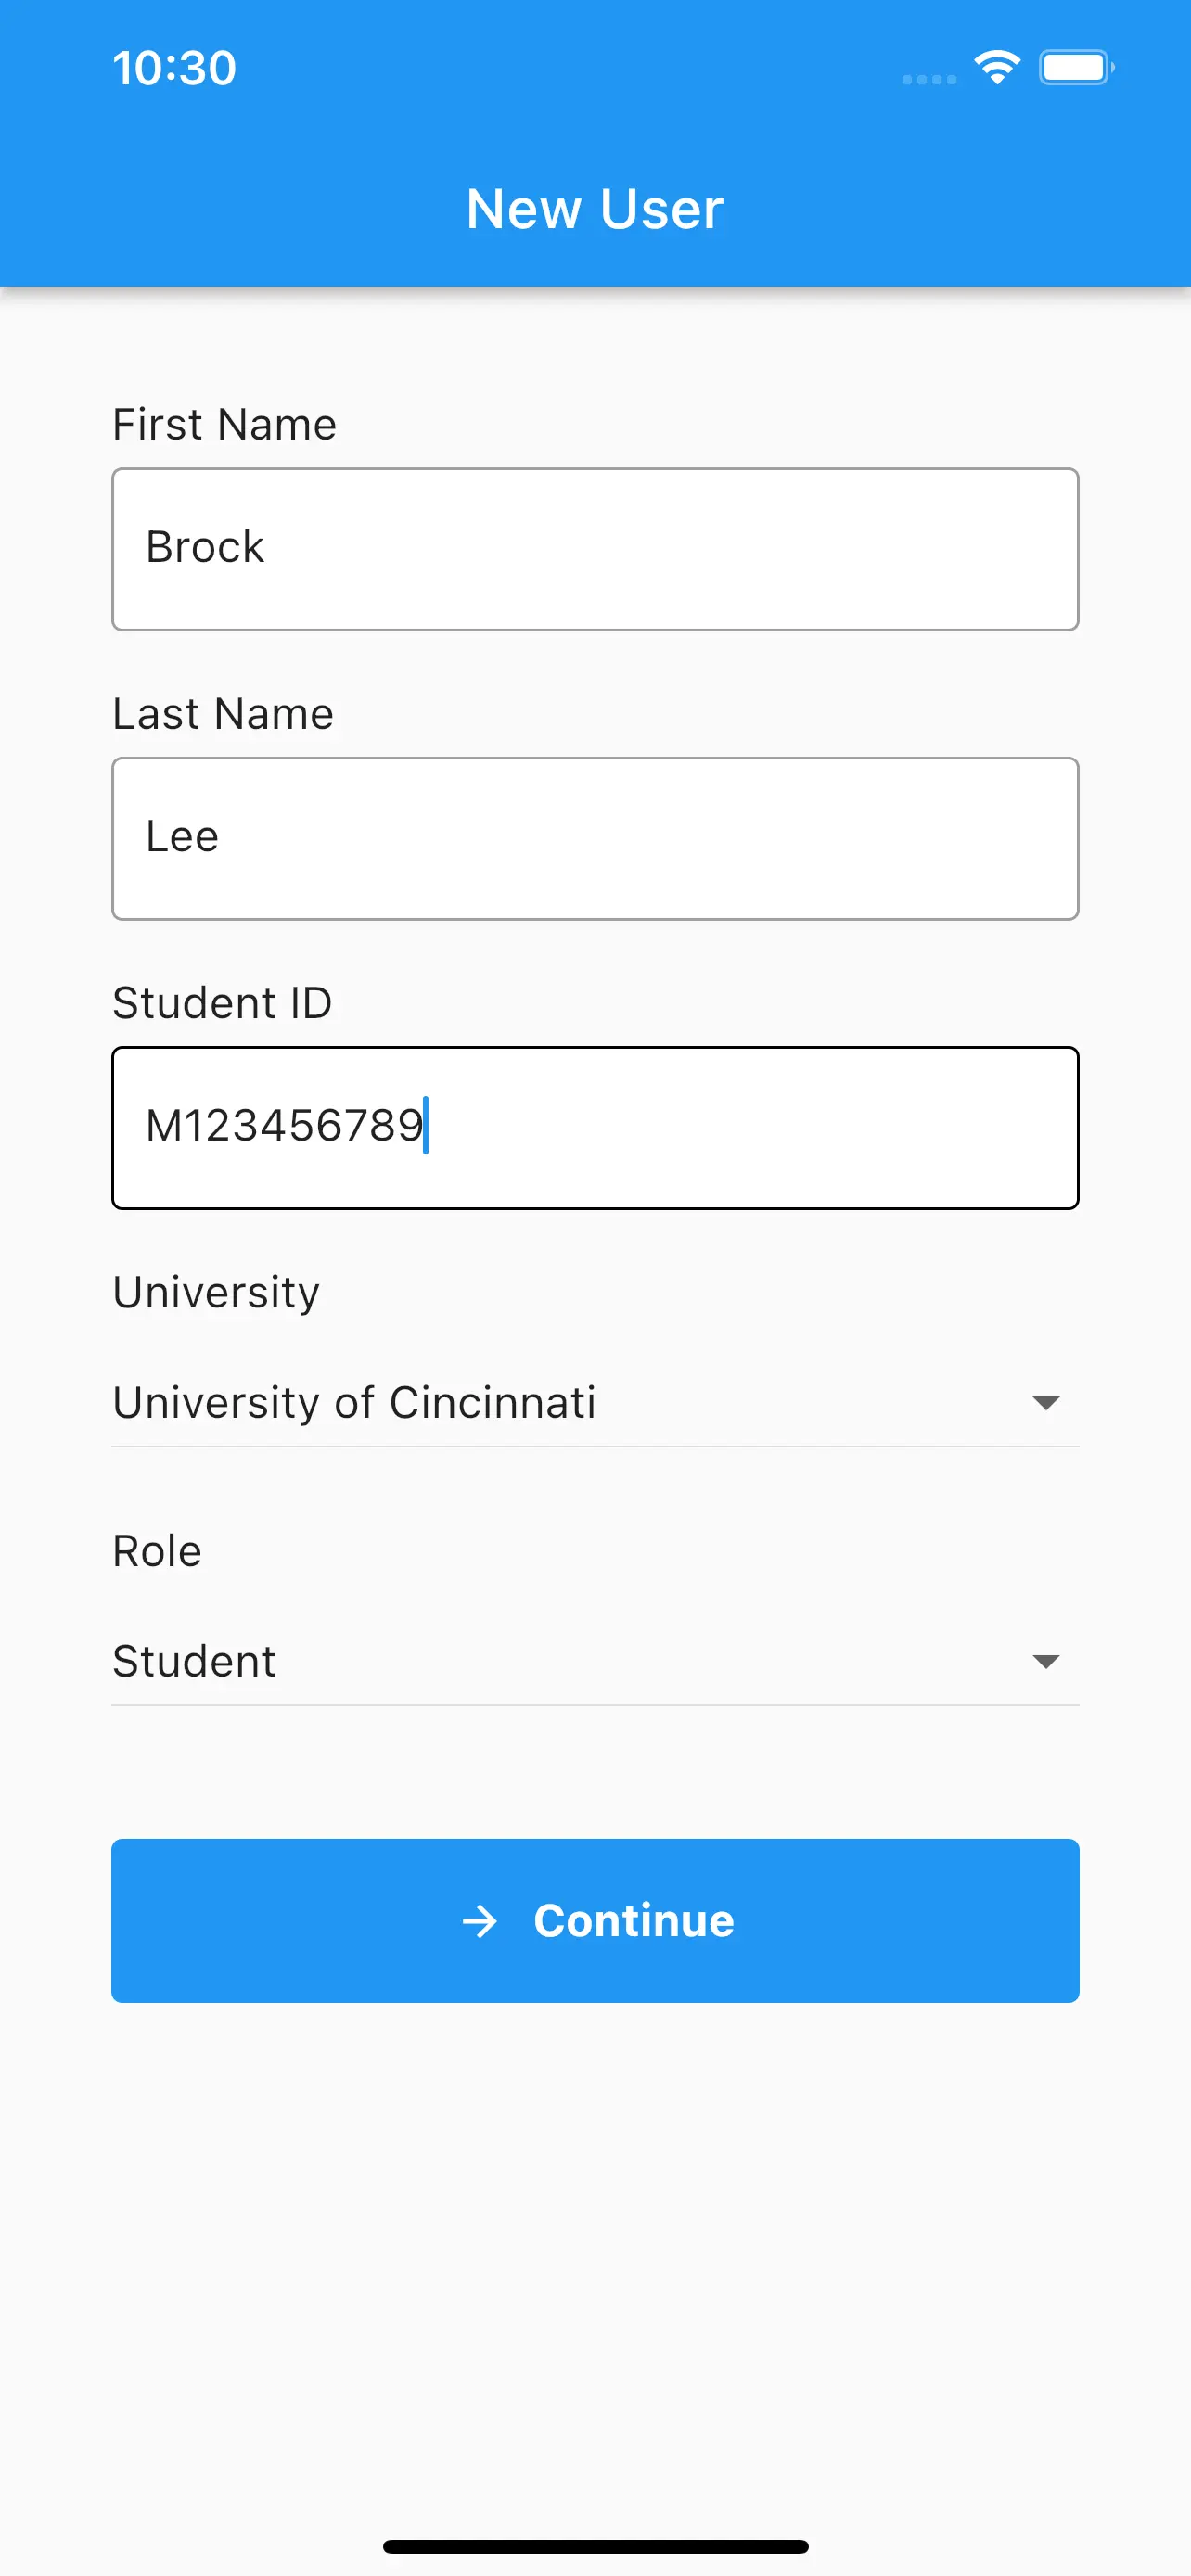 10:30
New User
First Name
Brock
Last Name
Lee
Student ID
M123456789
University
University of Cincinnati
Role
Student
Continue